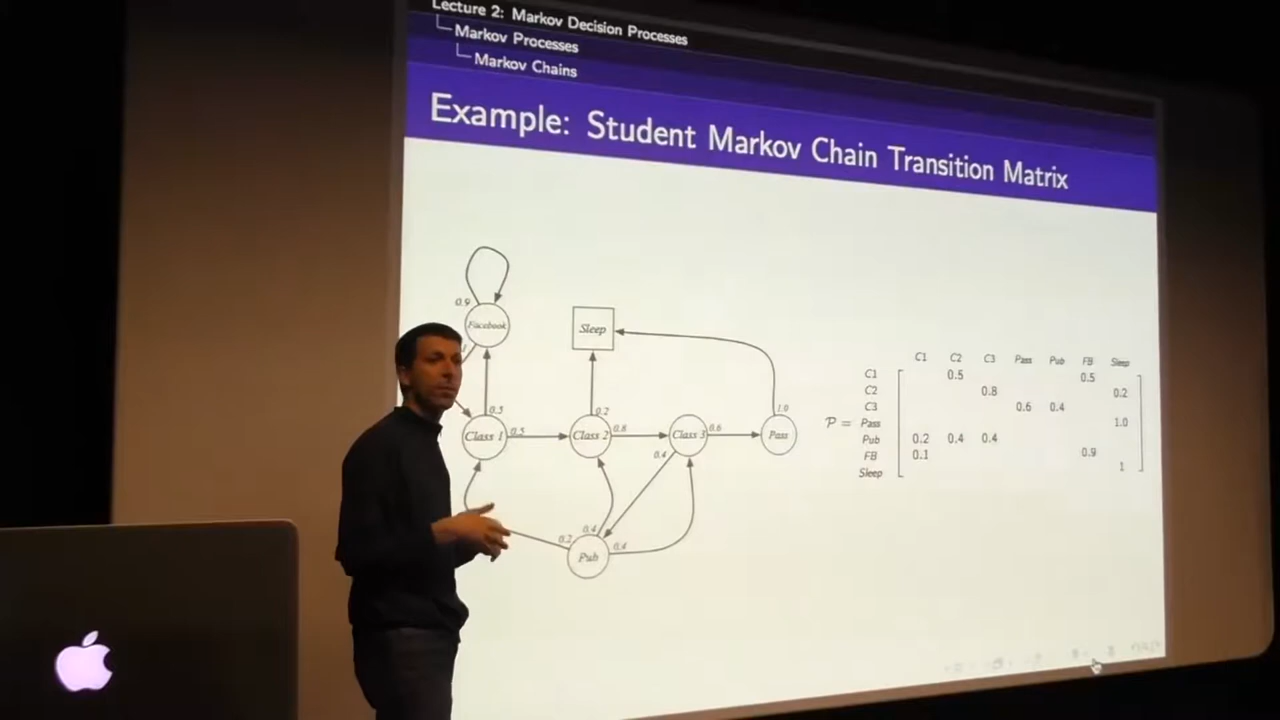 Lecture 2: Markov Decision Processes
Markov Processes
Markov Chains
Example: Student Markov Chain Transition Matrix
0.9
Facebook
Sleep
0.5
0.2
1.0
Class 1
0.5
Class 2
0.8
Class 3
0.6
Pass
0.4
0.2
0.4
0.4
Pub
C1 C2 C3 Pass Pub FB Sleep
C1 0.5 0.5
C2 0.8 0.2
C3 0.6 0.4
P = Pass 1.0
Pub 0.2 0.4 0.4
FB 0.1 0.9
Sleep 1